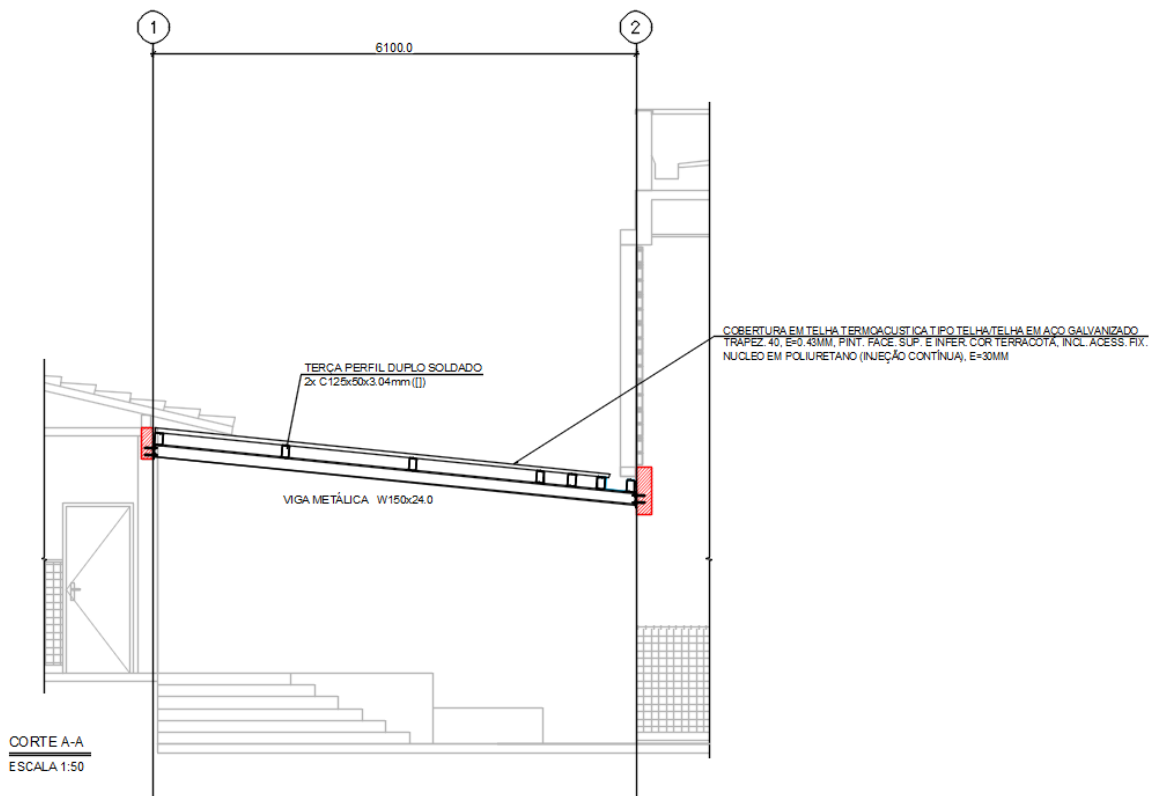 1
2
6100.0
COBERTURA EM TELHA TERMOACUSTICA TIPO TELHA/TELHA EM AÇO GALVANIZADO
TRAPEZ. 40, E=0.43MM, PINT. FACE. SUP. E INFER. COR TERRACOTA, INCL. ACESS. FIX.
NUCLEO EM POLIURETANO (INJEÇÃO CONTÍNUA), E=30MM
TERÇA PERFIL DUPLO SOLDADO
2x C125x50x3.04mm ([])
VIGA METÁLICA W150x24.0
CORTE A-A
ESCALA 1:50